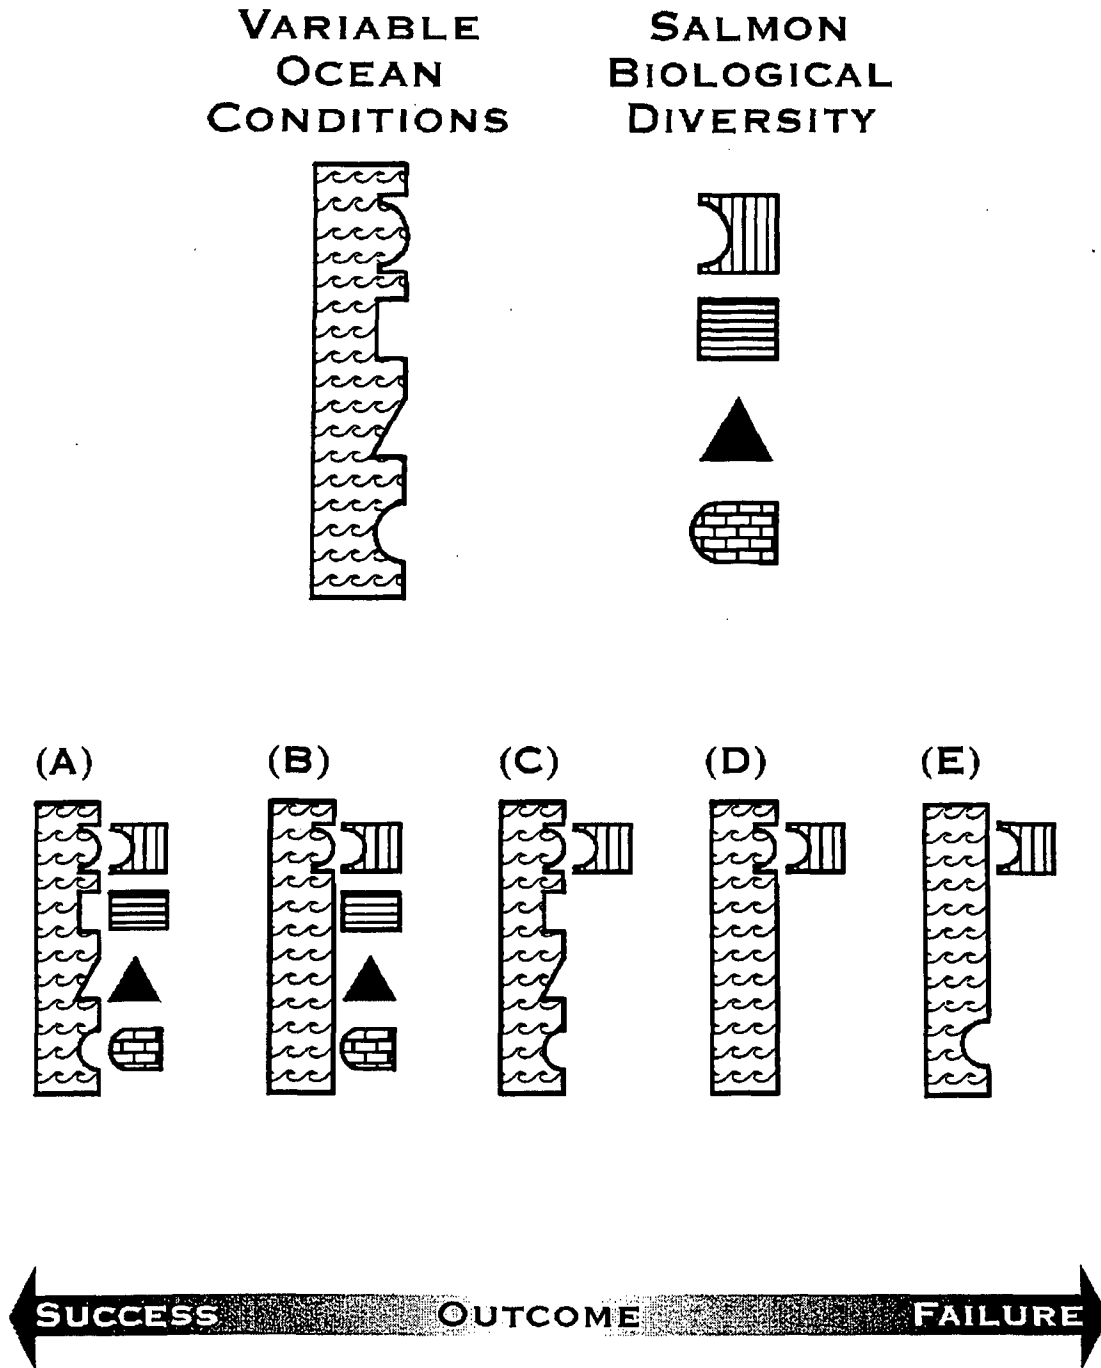 VARIABLE
OCEAN
CONDITIONS
SALMON
BIOLOGICAL
DIVERSITY
(A)
(B)
(C)
(D)
(E)
SUCCESS
OUTCOME
FAILURE